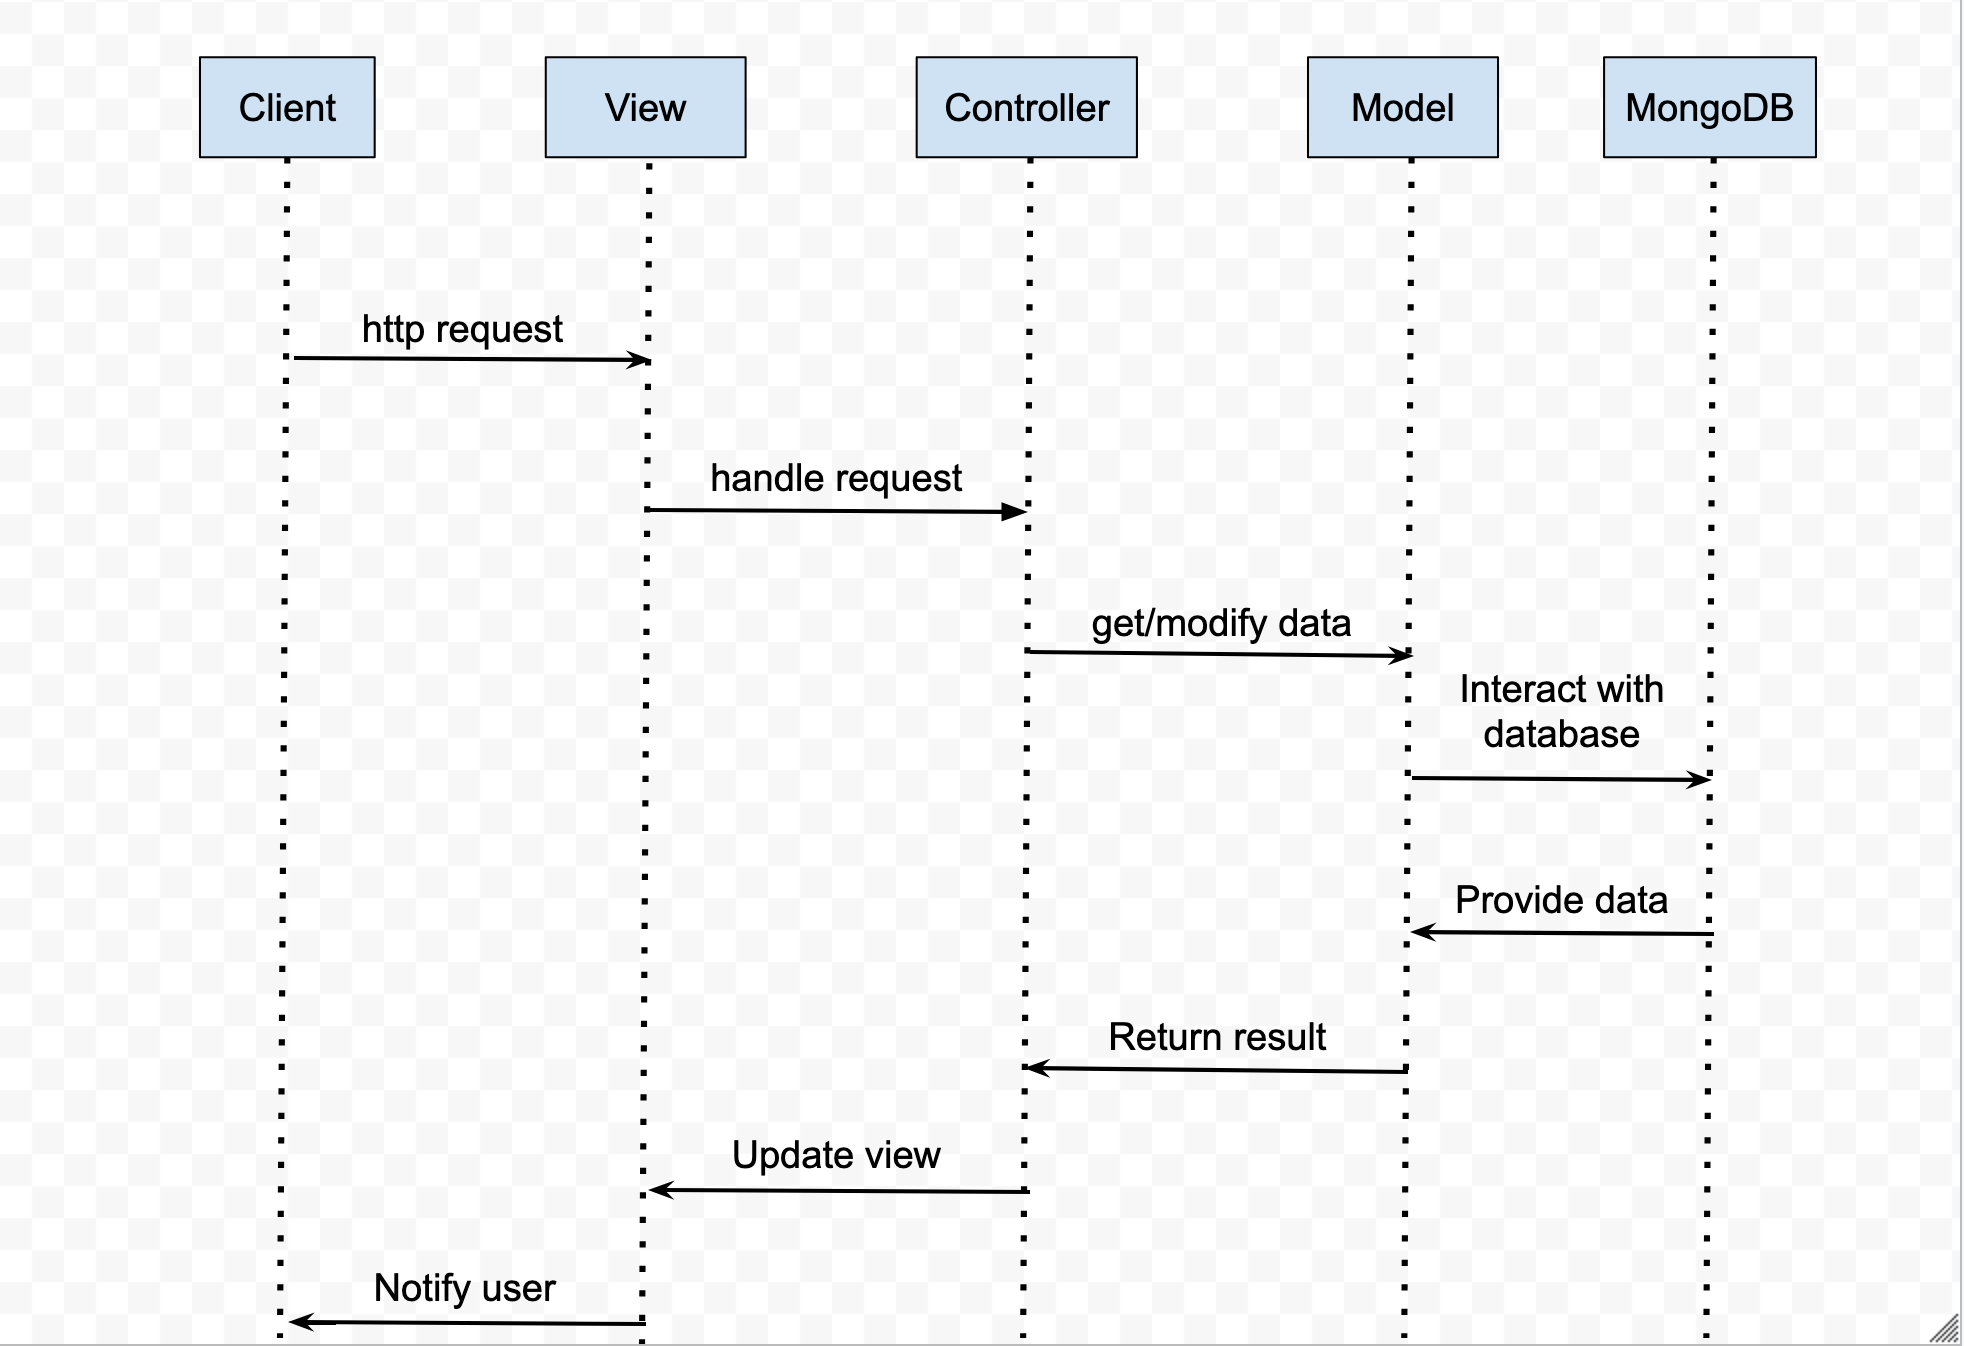 Client
View
Controller
Model
MongoDB
http request
handle request
get/modify data
Interact with
database
Provide data
Return result
Update view
Notify user